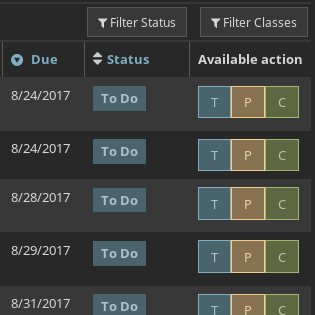 Filter Status Filter Classes
Due Status Available action
8/24/2017 To Do T P C
8/24/2017 To Do T P C
8/28/2017 To Do T P C
8/29/2017 To Do T P C
8/31/2017 To Do T P C